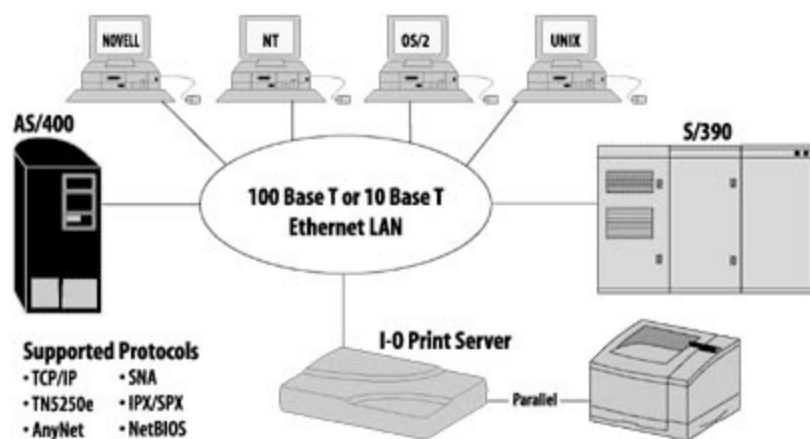 NOVELL
NT
OS/2
UNIX
AS/400
S/390
100 Base T or 10 Base T
Ethernet LAN
I-O Print Server
Parallel
Supported Protocols
• TCP/IP • SNA
• TN5250e • IPX/SPX
• AnyNet • NetBIOS